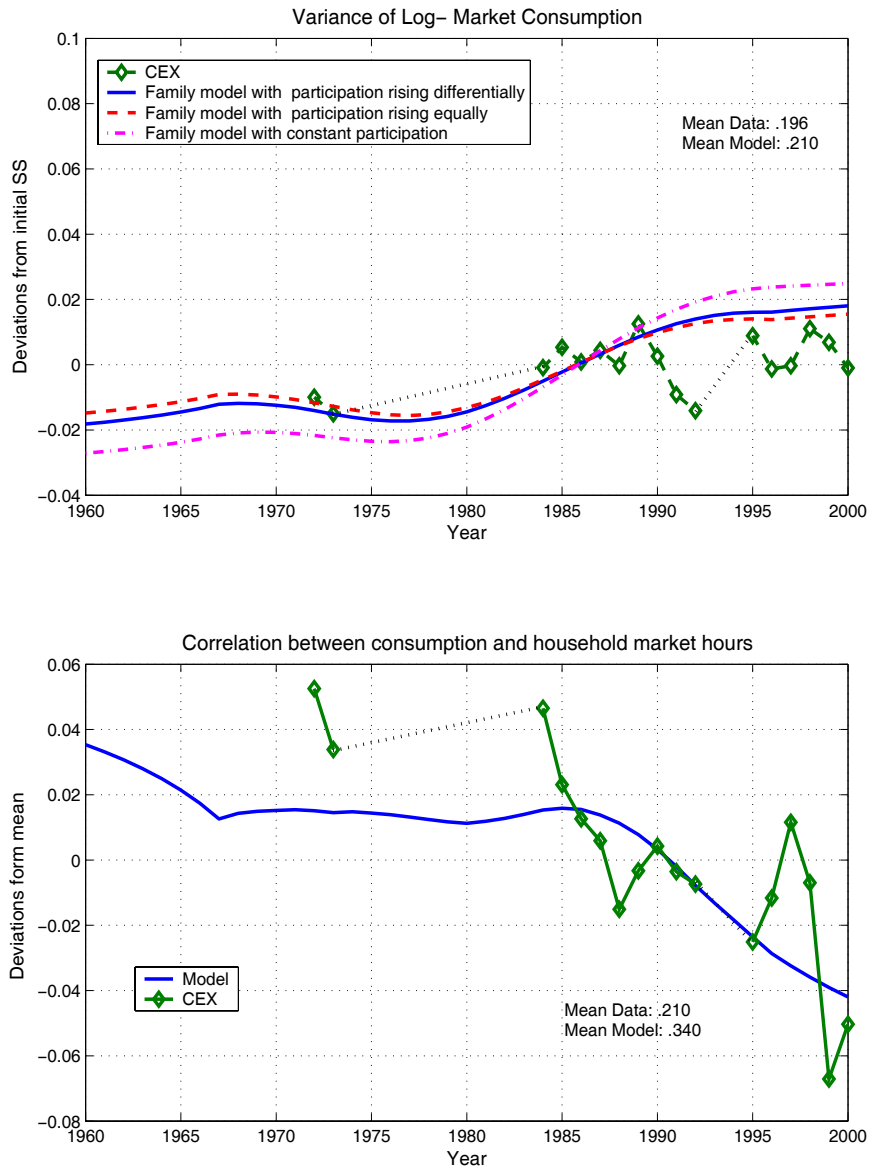 Variance of Log− Market Consumption
0.1
0.08
0.06
0.04
0.02
0
−0.02
−0.04
Deviations from initial SS
CEX
Family model with participation rising differentially
Family model with participation rising equally
Family model with constant participation
Mean Data: .196
Mean Model: .210
1960 1965 1970 1975 1980 1985 1990 1995 2000
Year
Correlation between consumption and household market hours
0.06
0.04
0.02
0
−0.02
−0.04
−0.06
−0.08
Deviations form mean
Model
CEX
Mean Data: .210
Mean Model: .340
1960 1965 1970 1975 1980 1985 1990 1995 2000
Year